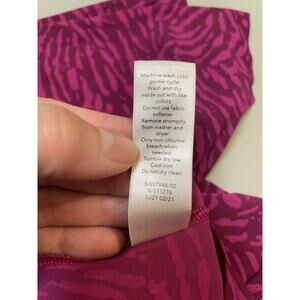 Machine wash cold
gentle cycle
Wash and dry
inside out with like
colors
Do not use fabric
softener
Remove promptly
from washer and
dryer
Only non-chlorine
bleach when
needed
Tumble dry low
Cool iron
Do not dry clean
S/657846-02
V/311276
SU21 02/21